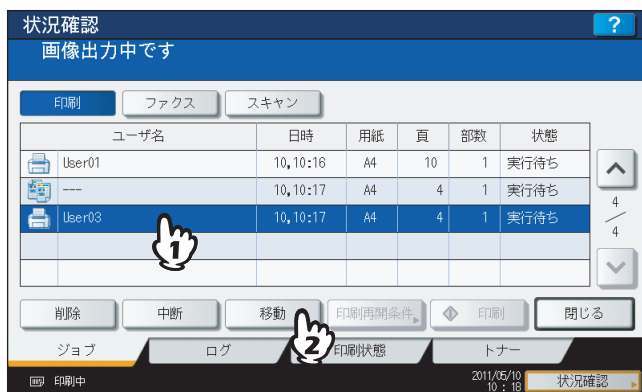 状況確認 ?
画像出力中です
印刷 ファクス スキャン
ユーザ名 日時 用紙 頁 部数 状態
User01 10,10:16 A4 10 1 実行待ち
--- 10,10:17 A4 4 1 実行待ち
User03 10,10:17 A4 4 1 実行待ち
4/4
1
削除 中断 移動 印刷再開条件 印刷 閉じる
2
ジョブ ログ 印刷状態 トナー
印刷中 2011/05/10 10:18 状況確認